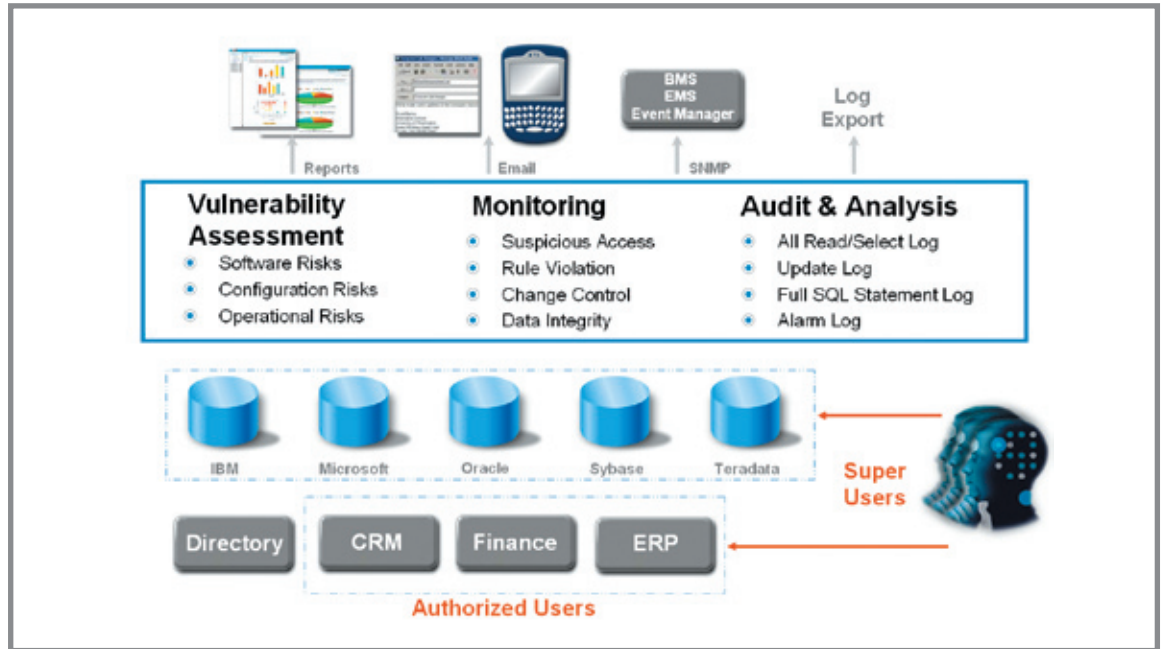 BMS
EMS
Event Manager
Log
Export
Reports
Email
SNMP
Vulnerability
Assessment
Software Risks
Configuration Risks
Operational Risks
Monitoring
Suspicious Access
Rule Violation
Change Control
Data Integrity
Audit & Analysis
All Read/Select Log
Update Log
Full SQL Statement Log
Alarm Log
IBM
Microsoft
Oracle
Sybase
Teradata
Super
Users
Directory
CRM
Finance
ERP
Authorized Users